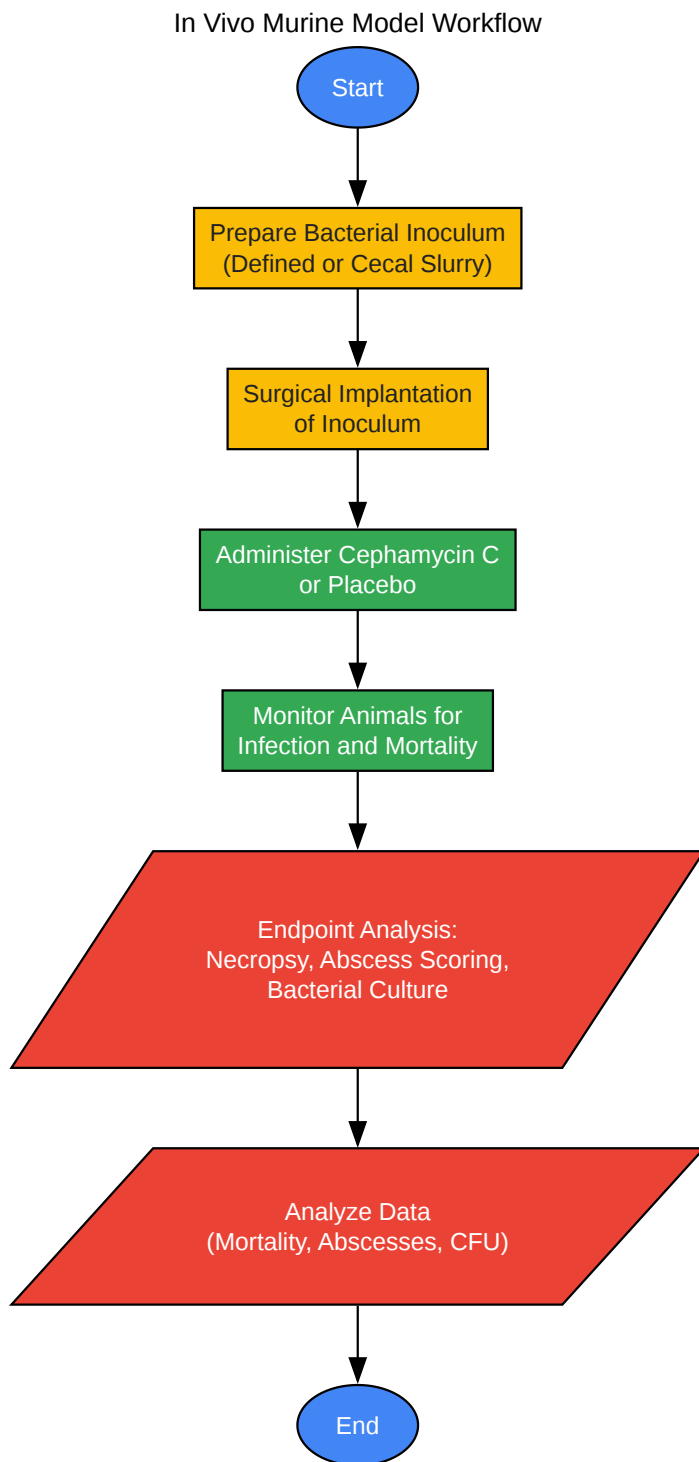 In Vivo Murine Model Workflow
Start
Prepare Bacterial Inoculum
(Defined or Cecal Slurry)
Surgical Implantation
of Inoculum
Administer Cephamycin C
or Placebo
Monitor Animals for
Infection and Mortality
Endpoint Analysis:
Necropsy, Abscess Scoring,
Bacterial Culture
Analyze Data
(Mortality, Abscesses, CFU)
End